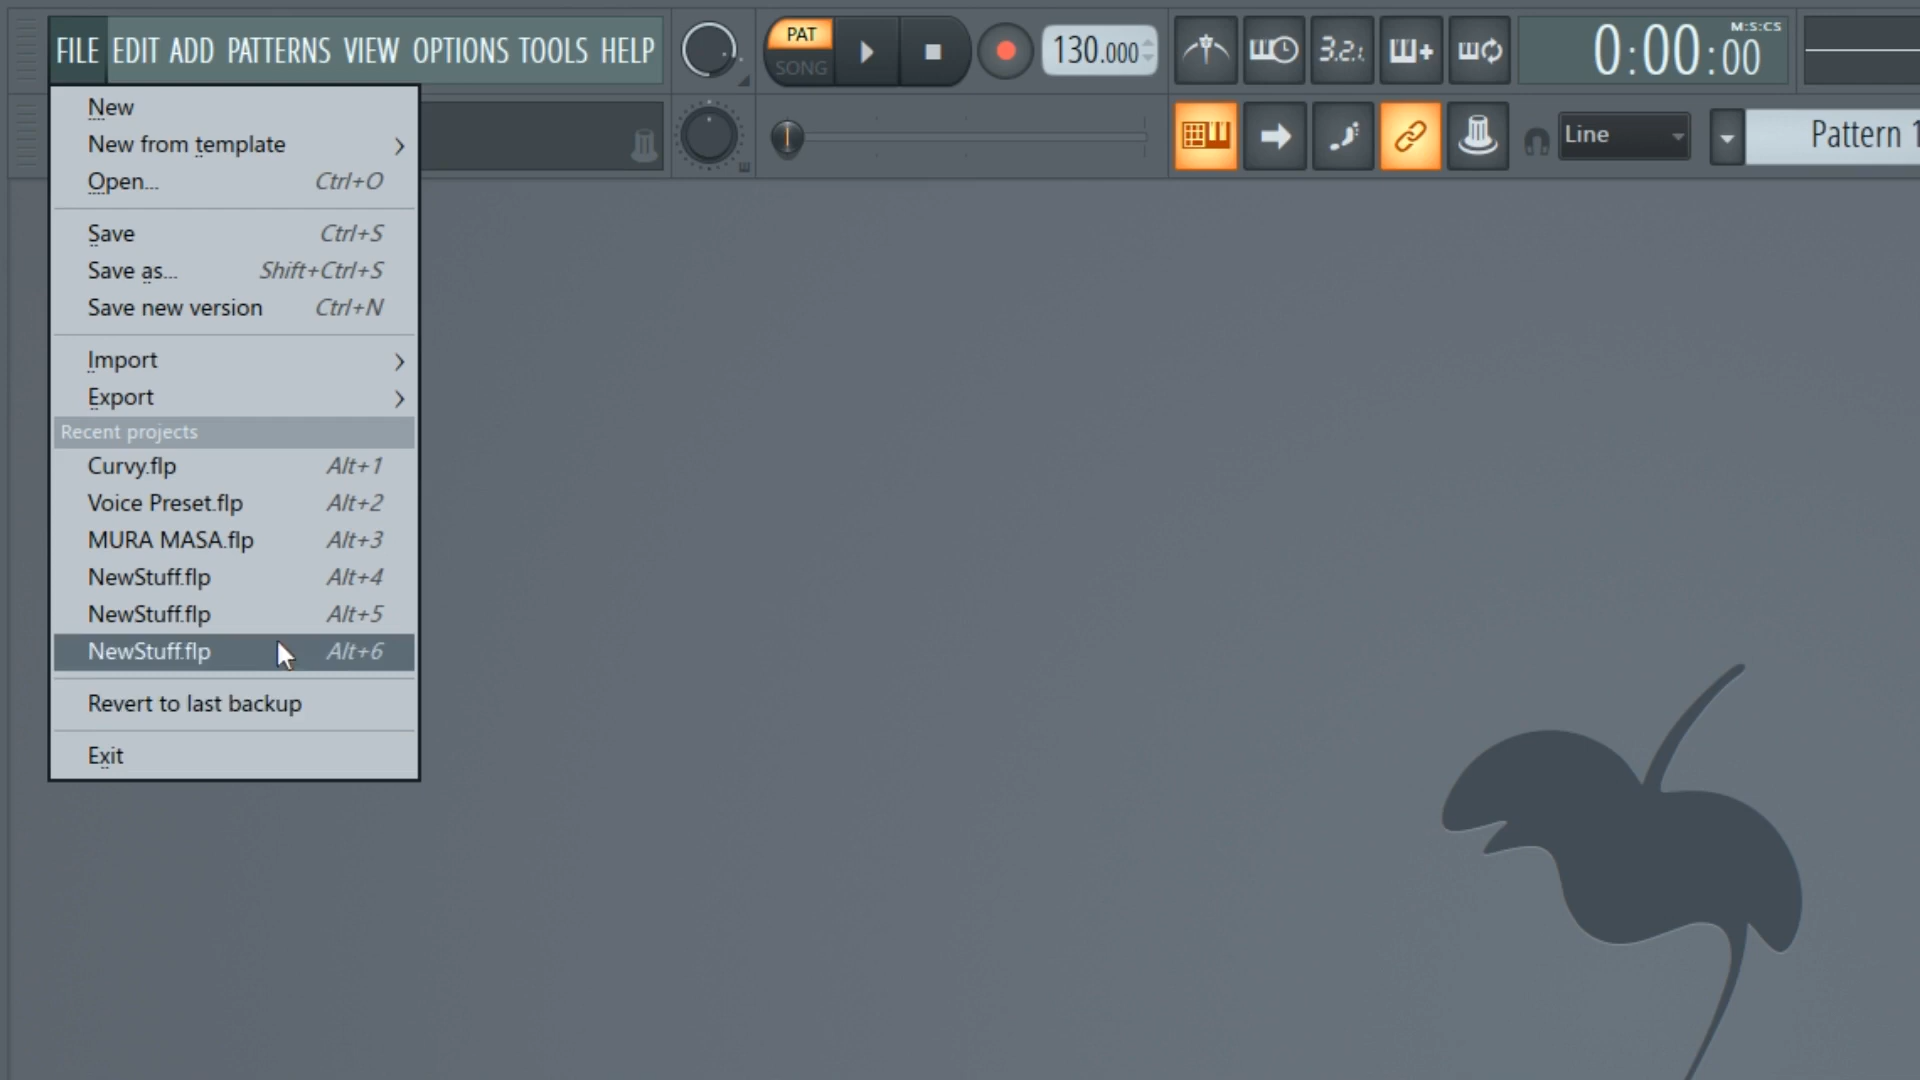 FILE EDIT ADD PATTERNS VIEW OPTIONS TOOLS HELP
PAT
SONG
130.000
3.2.1
M:S:CS
0:00:00
Line
Pattern 1
New
New from template
Open... Ctrl+O
Save Ctrl+S
Save as... Shift+Ctrl+S
Save new version Ctrl+N
Import
Export
Recent projects
Curvy.flp Alt+1
Voice Preset.flp Alt+2
MURA MASA.flp Alt+3
NewStuff.flp Alt+4
NewStuff.flp Alt+5
NewStuff.flp Alt+6
Revert to last backup
Exit